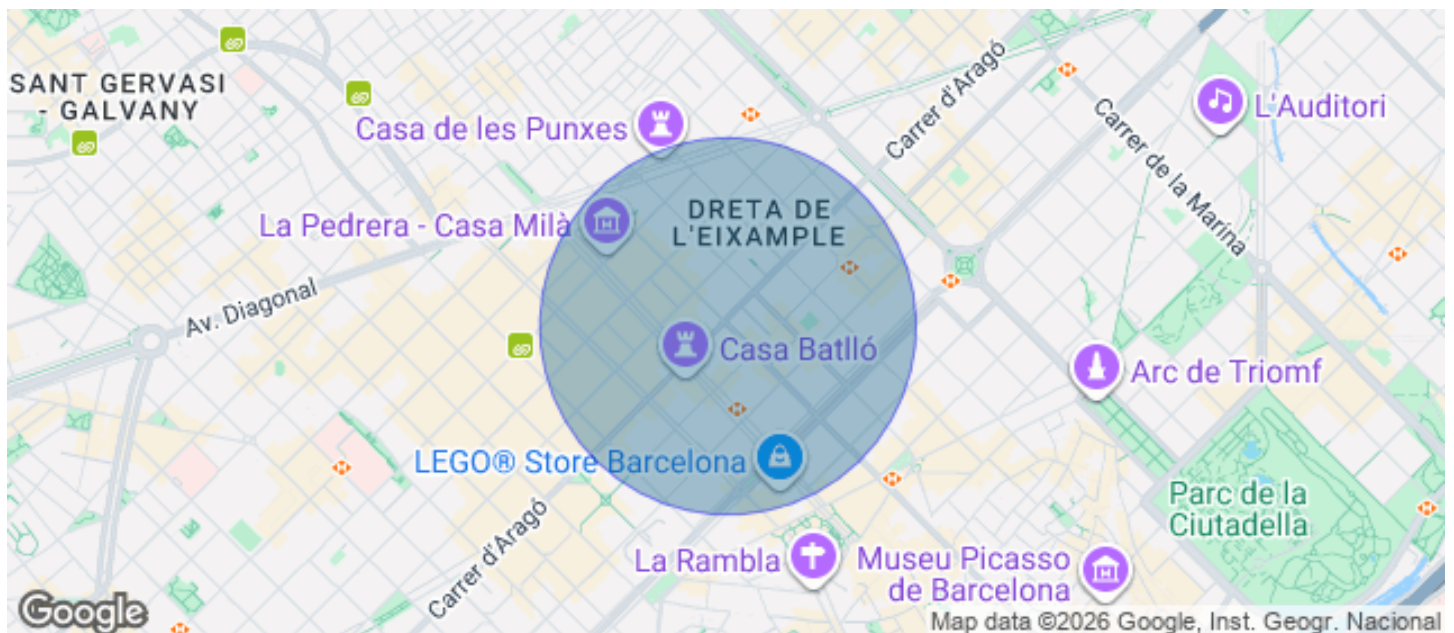 SANT GERVASI
- GALVANY
Casa de les Punxes
Carrer d'Aragó
L'Auditori
Carrer de la Marina
La Pedrera - Casa Milà
DRETA DE
L'EIXAMPLE
Av. Diagonal
Casa Batlló
Arc de Triomf
LEGO® Store Barcelona
Carrer d'Aragó
Parc de la
Ciutadella
La Rambla
Museu Picasso
de Barcelona
Google
Map data ©2026 Google, Inst. Geogr. Nacional